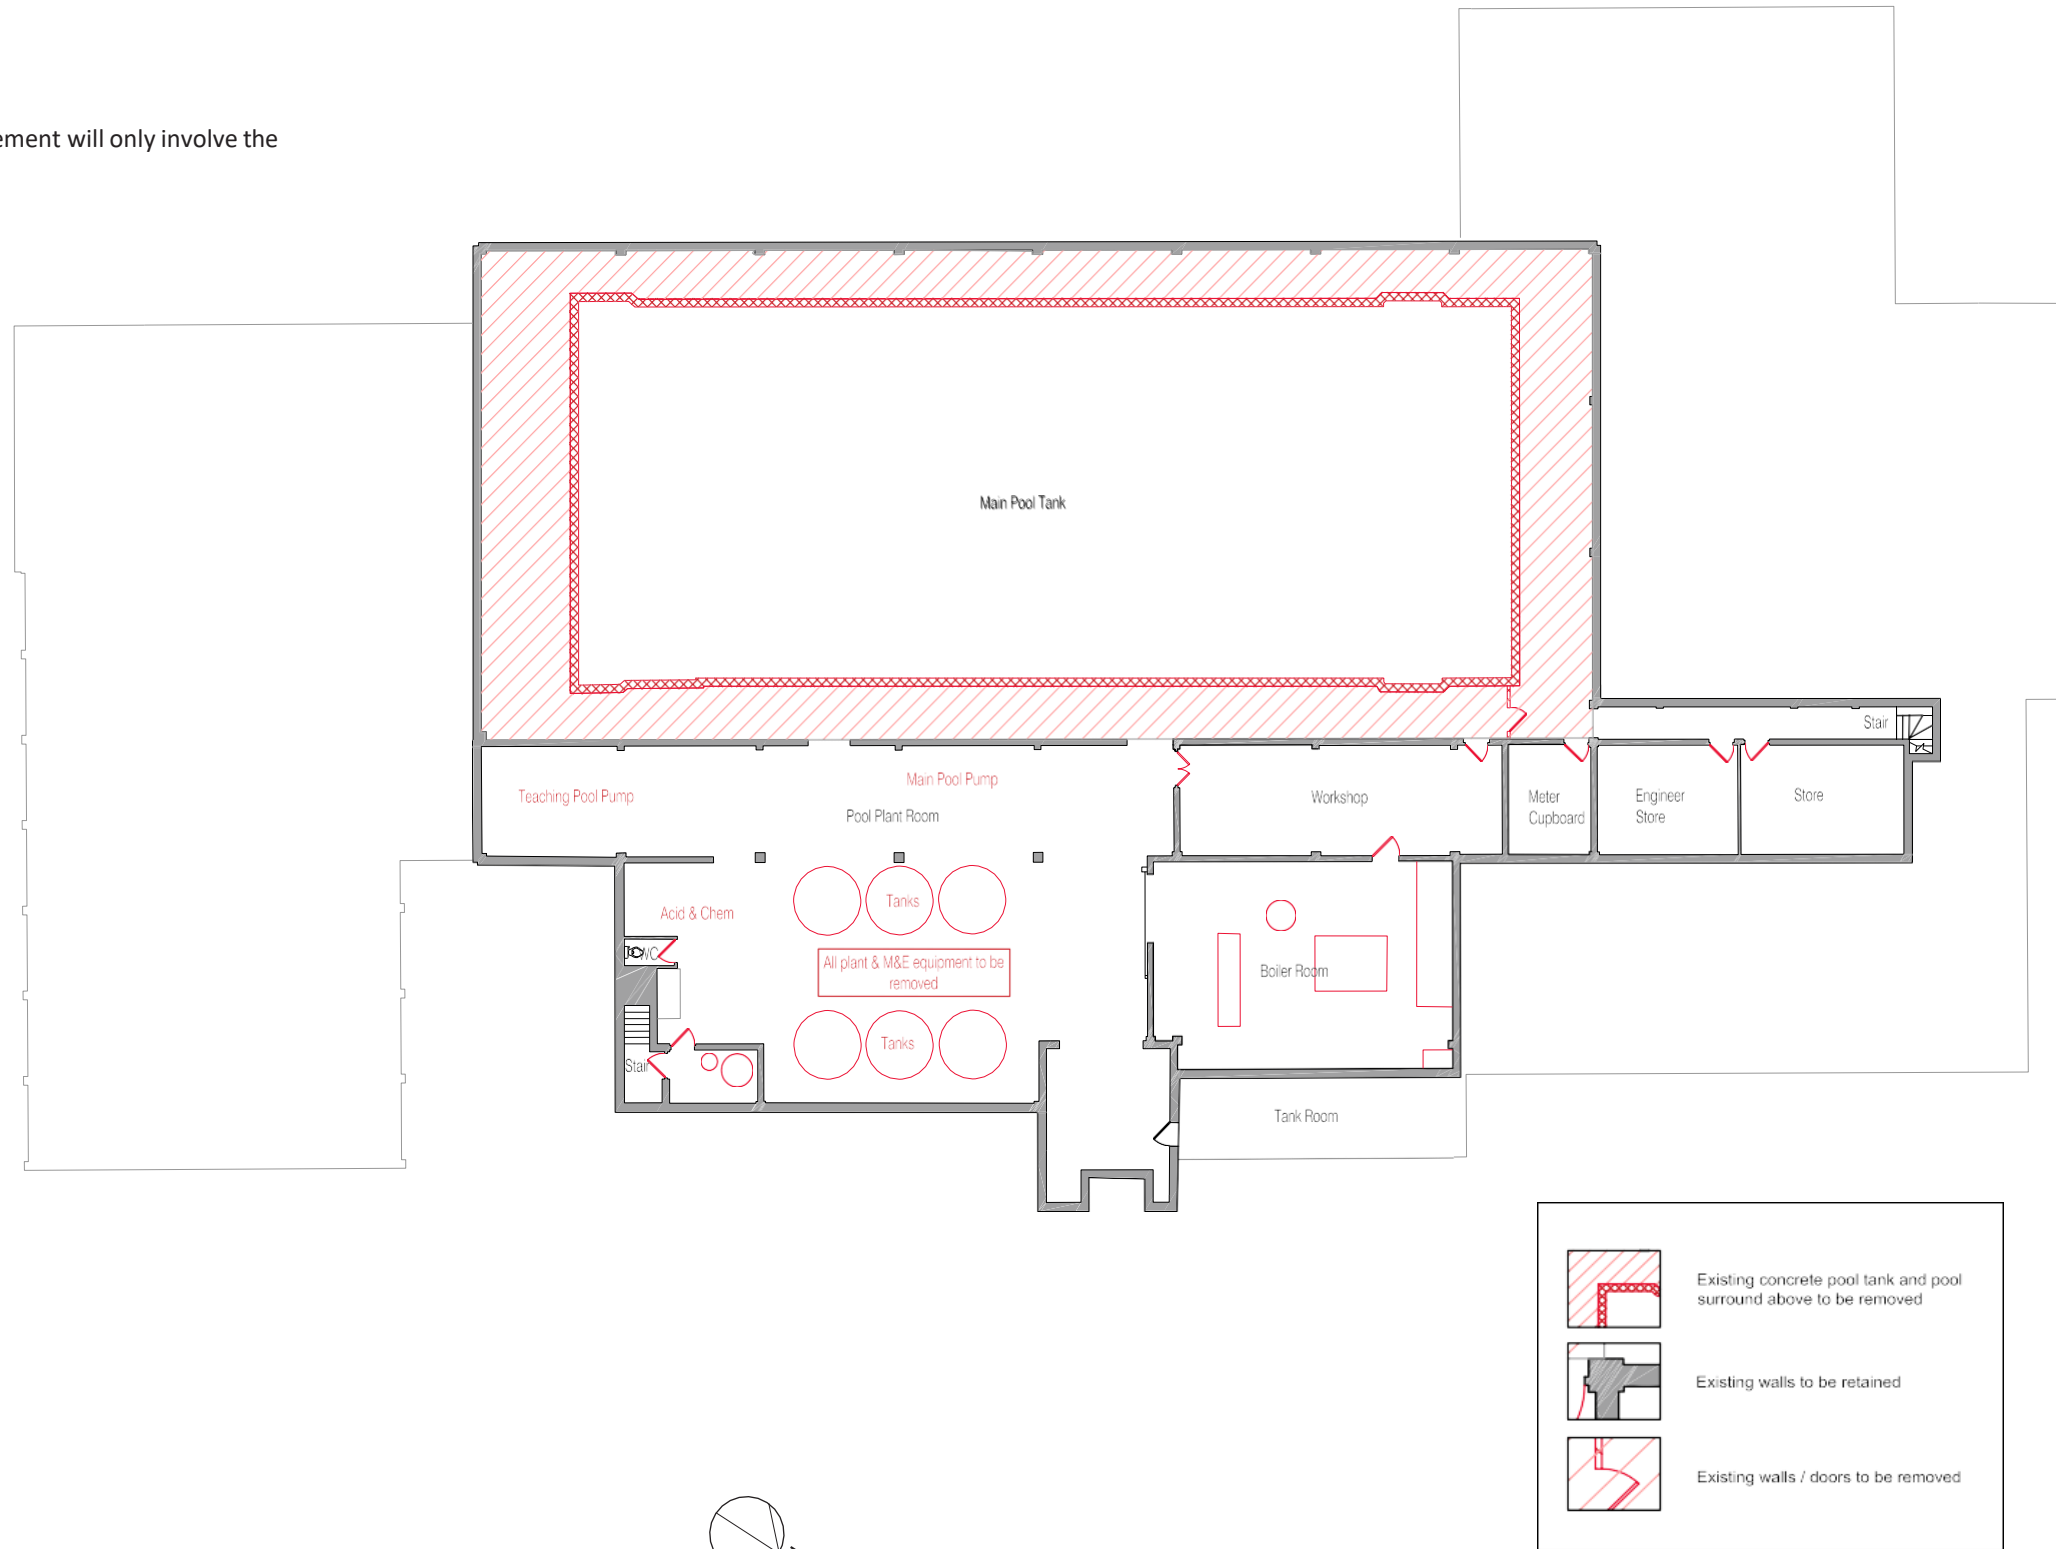 ement will only involve the
Main Pool Tank
Stair
Main Pool Pump
Teaching Pool Pump
Pool Plant Room
Workshop
Meter
Cupboard
Engineer
Store
Store
Acid & Chem
Tanks
WC
All plant & M&E equipment to be
removed
Boiler Room
Tanks
Stair
Tank Room
Existing concrete pool tank and pool
surround above to be removed
Existing walls to be retained
Existing walls / doors to be removed